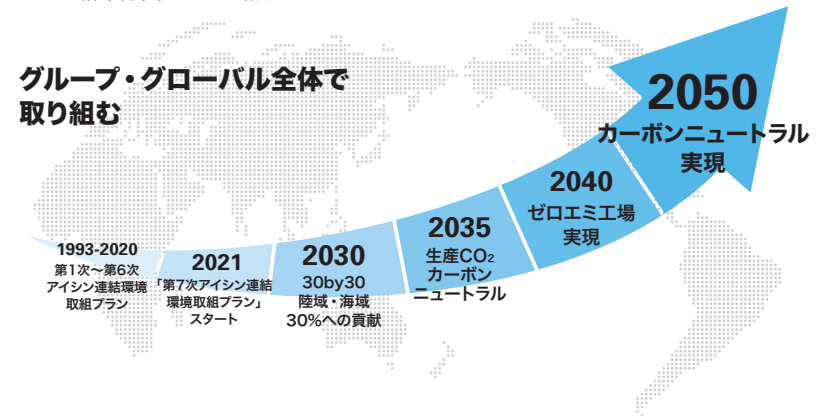 グループ・グローバル全体で
取り組む
1993-2020
第1次〜第6次
アイシン連結環境
取組プラン
2021
「第7次アイシン連結
環境取組プラン」
スタート
2030
30by30
陸域・海域
30%への貢献
2035
生産CO₂
カーボン
ニュートラル
2040
ゼロエミ工場
実現
2050
カーボンニュートラル
実現